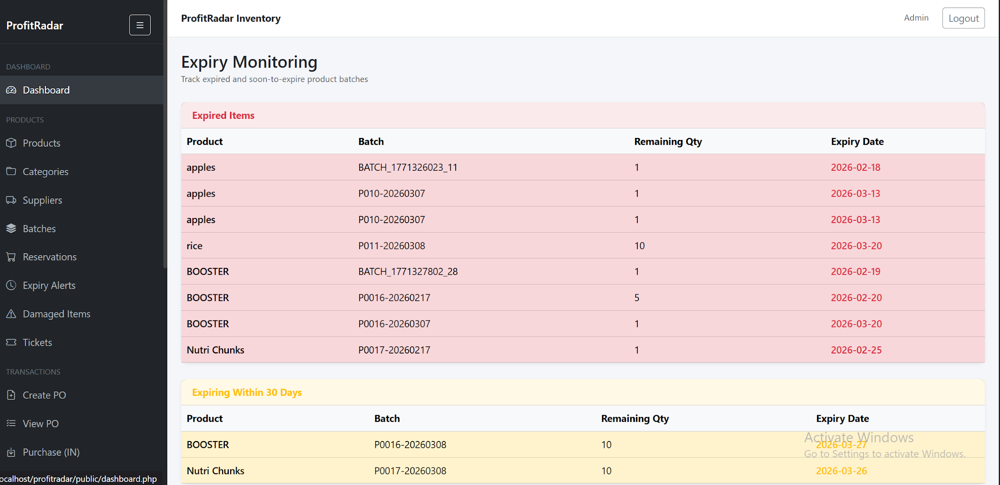 ProfitRadar
DASHBOARD
Dashboard
PRODUCTS
Products
Categories
Suppliers
Batches
Reservations
Expiry Alerts
Damaged Items
Tickets
TRANSACTIONS
Create PO
View PO
Purchase (IN)
ocalhost/profitradar/public/dashboard.php
ProfitRadar Inventory Admin Logout
Expiry Monitoring
Track expired and soon-to-expire product batches
Expired Items
Product Batch Remaining Qty Expiry Date
apples BATCH_1771326023_11 1 2026-02-18
apples P010-20260307 1 2026-03-13
apples P010-20260307 1 2026-03-13
rice P011-20260308 10 2026-03-20
BOOSTER BATCH_1771327802_28 1 2026-02-19
BOOSTER P0016-20260217 5 2026-02-20
BOOSTER P0016-20260307 1 2026-03-20
Nutri Chunks P0017-20260217 1 2026-02-25
Expiring Within 30 Days
Product Batch Remaining Qty Expiry Date
BOOSTER P0016-20260308 10 2026-03-27
Nutri Chunks P0017-20260308 10 2026-03-26
Activate Windows
Go to Settings to activate Windows.